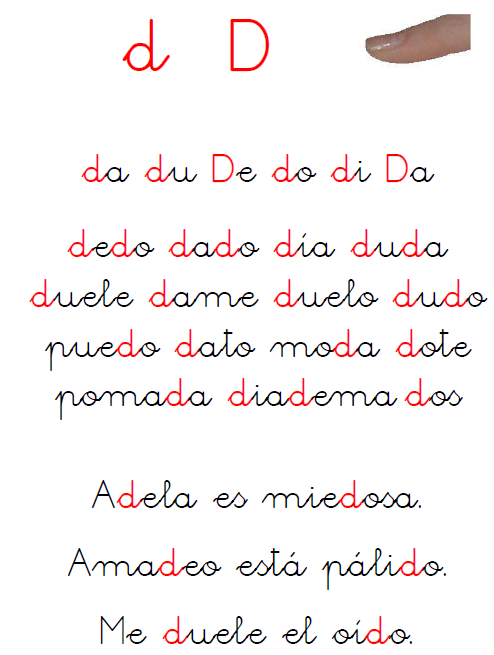 d D
da du De do di Da
dedo dado día duda
duele dame duelo dudo
puedo dato moda dote
pomada diadema dos
Adela es miedosa.
Amadeo está pálido.
Me duele el oído.